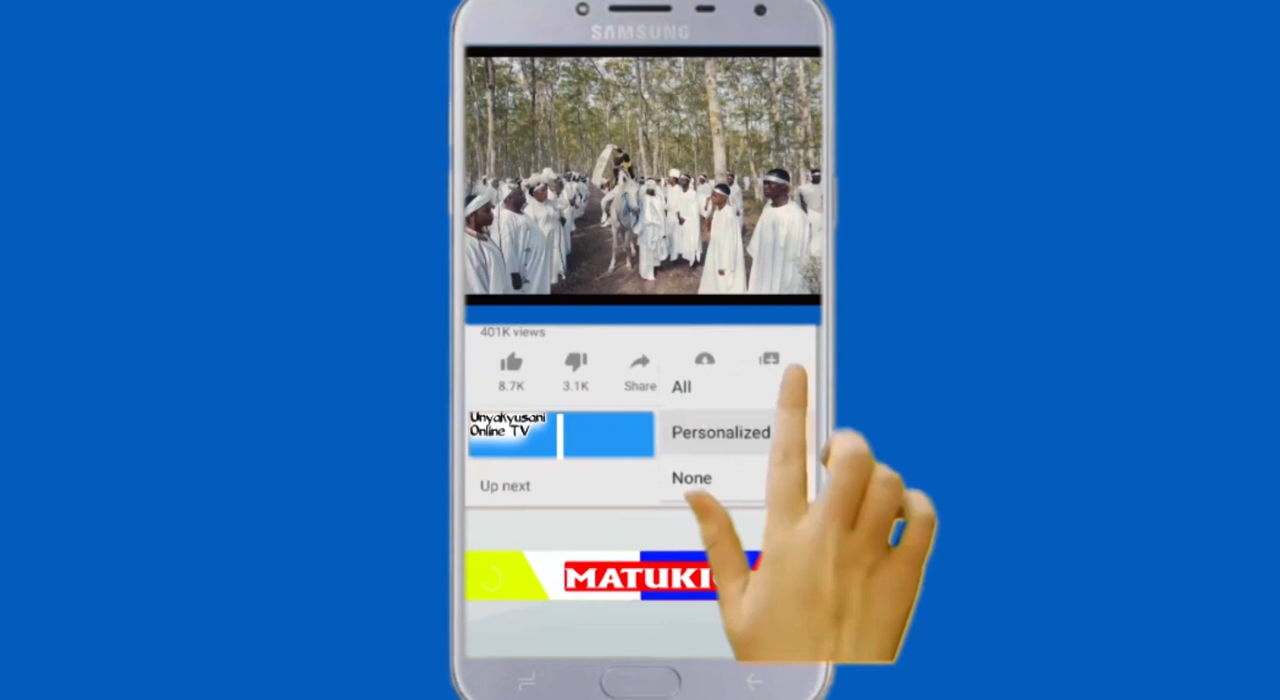 SAMSUNG
401K views
8.7K
3.1K
Share
All
Unyakyusani
Online TV
Personalized
None
Up next